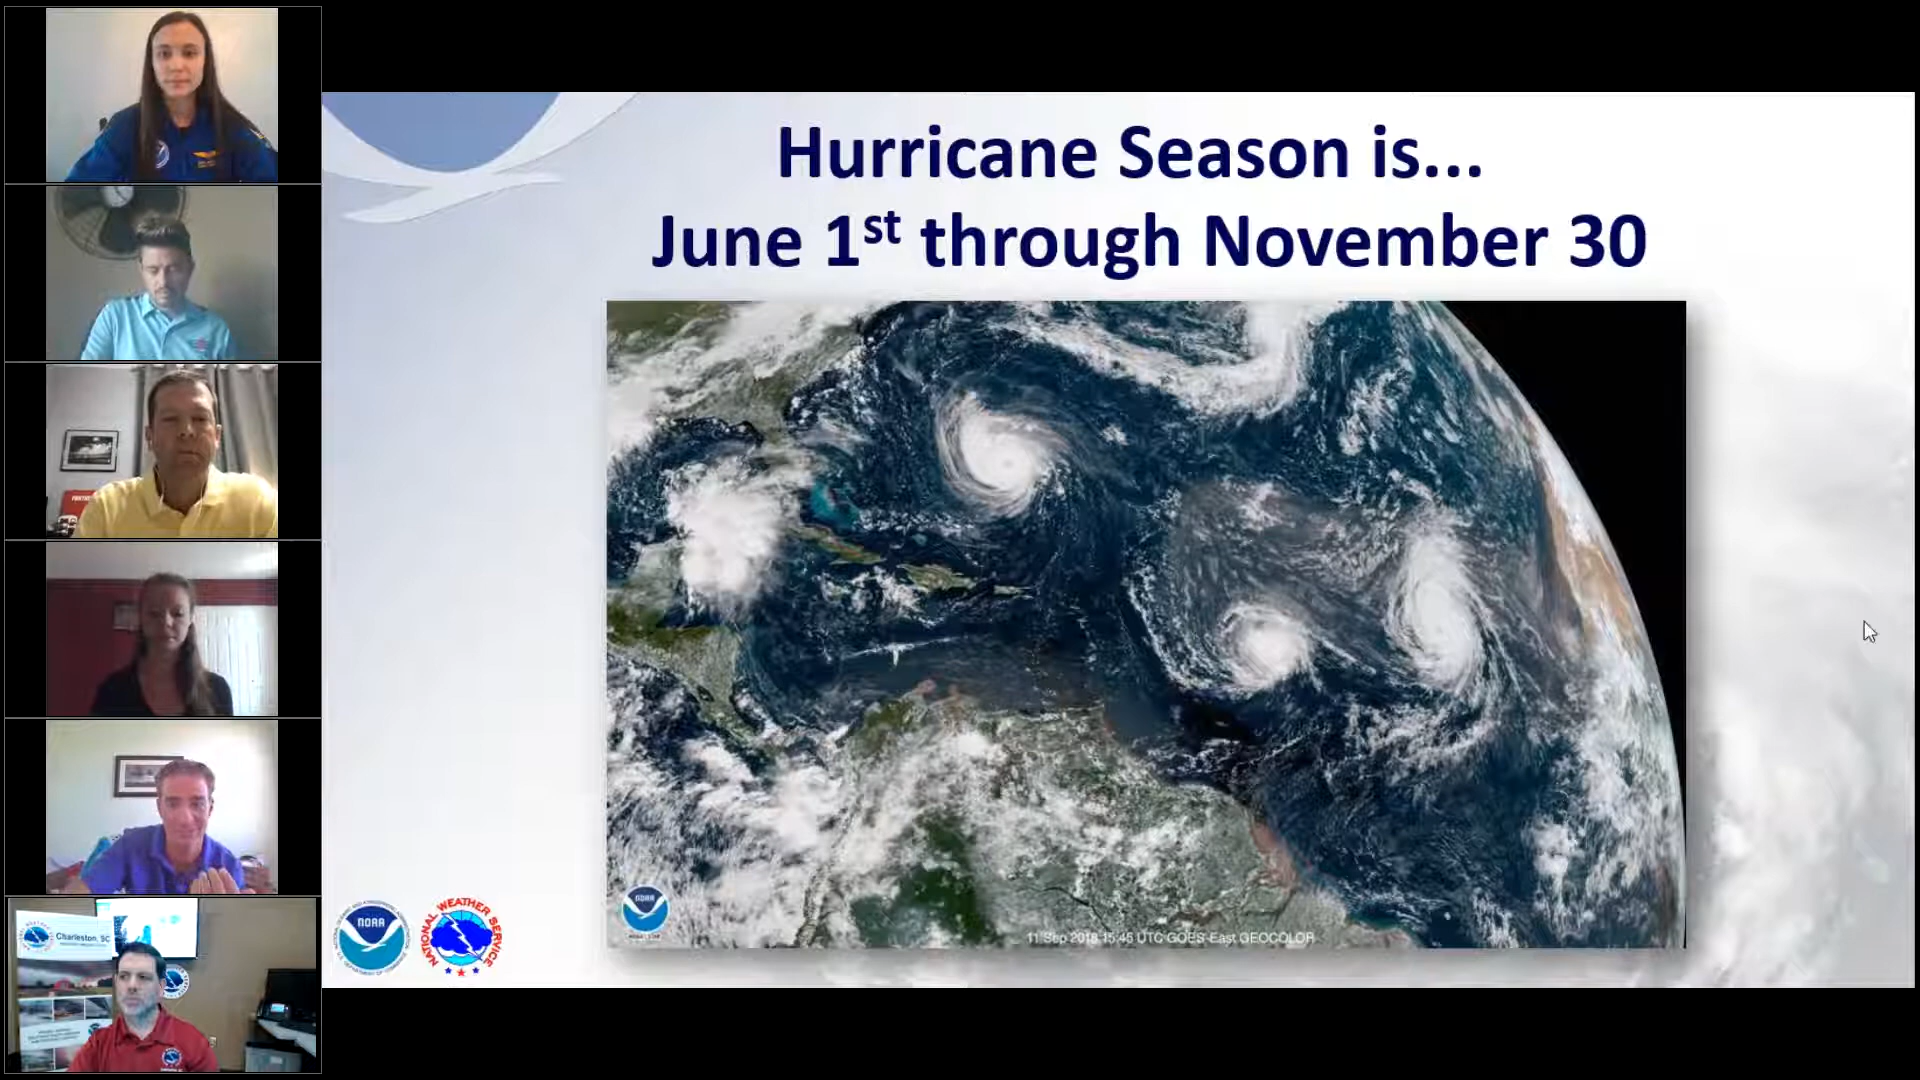 Hurricane Season is...
June 1st through November 30
NOAA
11 Sep 2018 15:45 UTC GOES-East GEOCOLOR
NOAA
NATIONAL WEATHER SERVICE
Charleston, SC